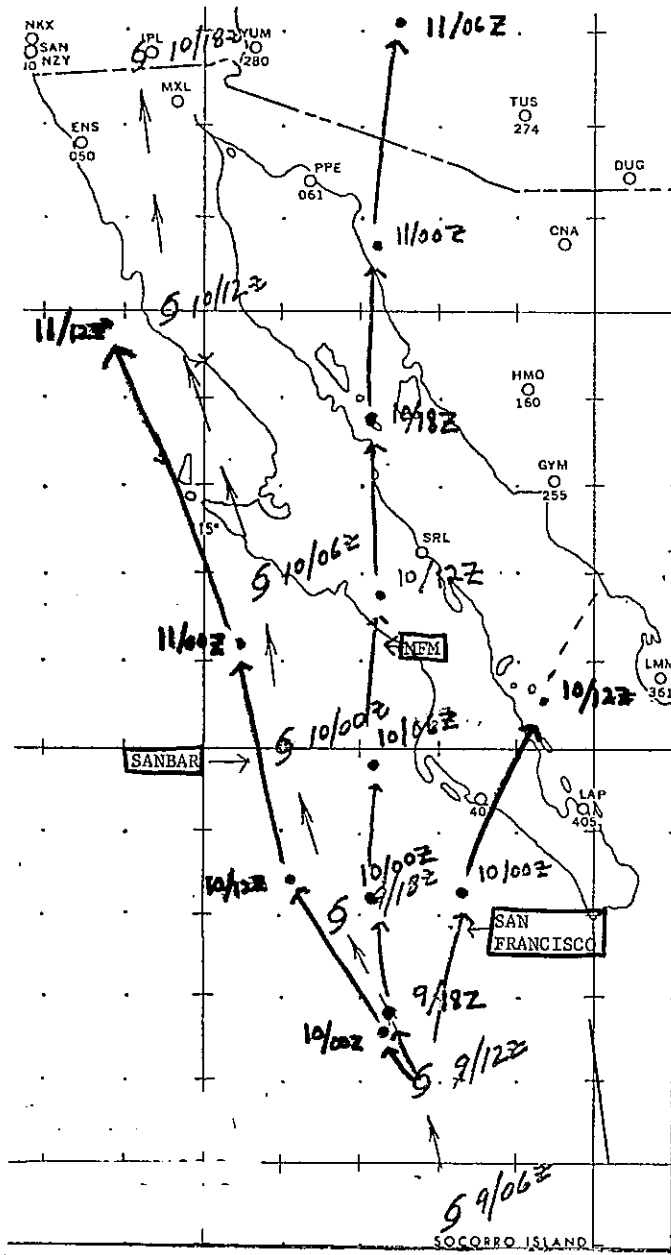 NKX
SAN
10 NZY
IPL
10/18Z
YUM
280
11/06Z
MXL
TUS
274
ENS
050
PPE
061
DUG
CNA
11/00Z
10/12Z
11/12Z
HMO
160
10/18Z
GYM
255
15°
SRL
10/06Z
10/12Z
11/00Z
MFM
LMM
361
10/12Z
10/00Z
10/06Z
SANBAR
LAP
405
40
10/12Z
10/00Z
9/18Z
10/00Z
SAN
FRANCISCO
9/18Z
10/00Z
9/12Z
9/06Z
SOCORRO ISLAND